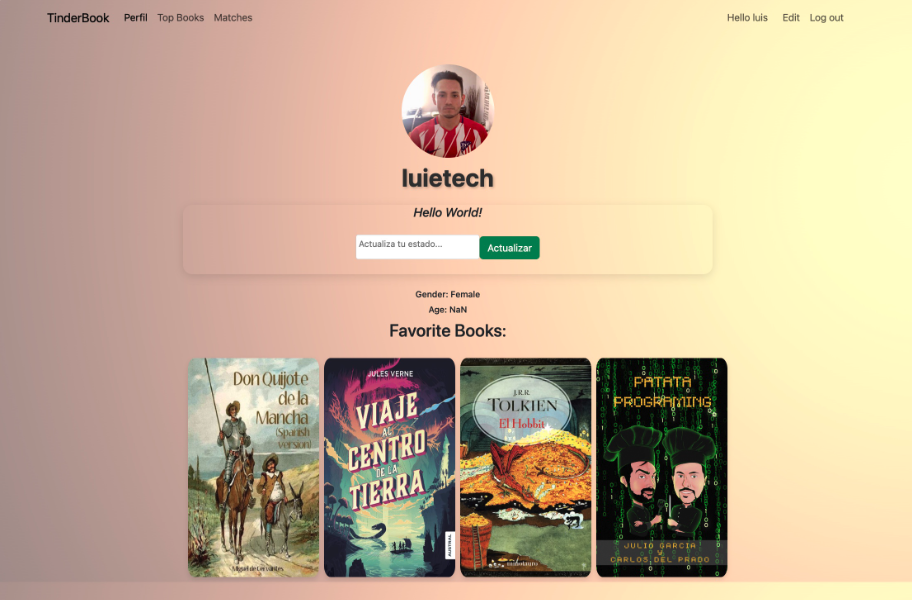 TinderBook Perfil Top Books Matches Hello luis Edit Log out
luietech
Hello World!
Actualiza tu estado... Actualizar
Gender: Female
Age: NaN
Favorite Books:
Don Quijote
de la
Mancha
(Spanish
version)
Miguel de Cervantes
JULES VERNE
VIAJE
AL
CENTRO
DE LA
TIERRA
AUSTRAL
J.R.R.
TOLKIEN
El Hobbit
minotauro
PATATA
PROGRAMING
JULIO GARCIA
Y
CARLOS DEL PRADO